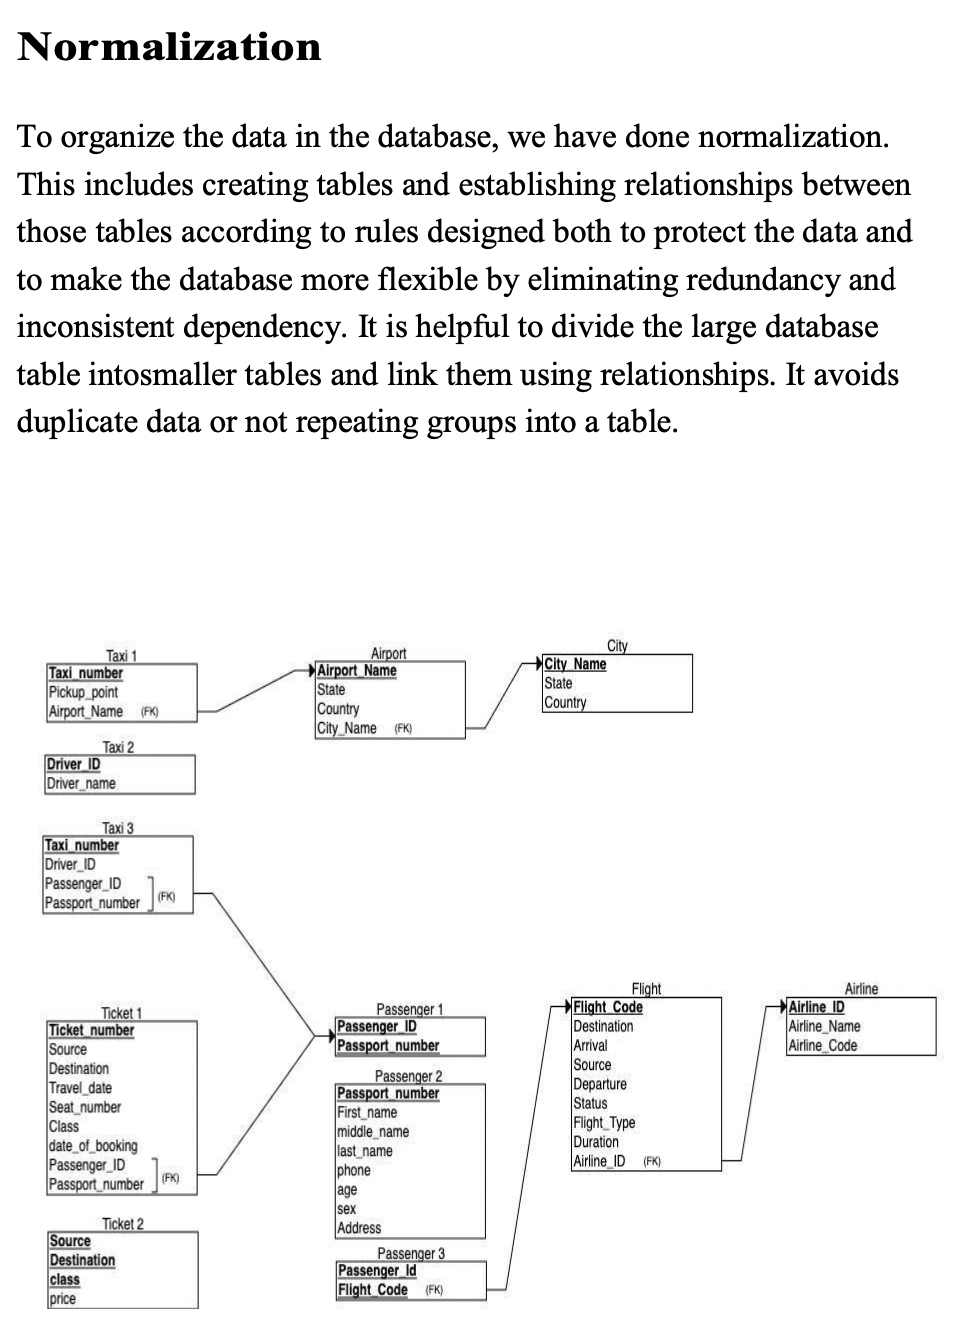 Normalization
To organize the data in the database, we have done normalization.
This includes creating tables and establishing relationships between
those tables according to rules designed both to protect the data and
to make the database more flexible by eliminating redundancy and
inconsistent dependency. It is helpful to divide the large database
table intosmaller tables and link them using relationships. It avoids
duplicate data or not repeating groups into a table.
Taxi 1
Taxi_number
Pickup_point
Airport_Name (FK)
Airport
Airport_Name
State
Country
City_Name (FK)
City
City_Name
State
Country
Taxi 2
Driver_ID
Driver_name
Taxi 3
Taxi_number
Driver_ID
Passenger_ID
Passport_number
(FK)
Ticket 1
Ticket_number
Source
Destination
Travel_date
Seat_number
Class
date_of_booking
Passenger_ID
Passport_number
(FK)
Ticket 2
Source
Destination
class
price
Passenger 1
Passenger_ID
Passport_number
Passenger 2
Passport_number
First_name
middle_name
last_name
phone
age
sex
Address
Passenger 3
Passenger_Id
Flight_Code (FK)
Flight
Flight_Code
Destination
Arrival
Source
Departure
Status
Flight_Type
Duration
Airline_ID (FK)
Airline
Airline_ID
Airline_Name
Airline_Code